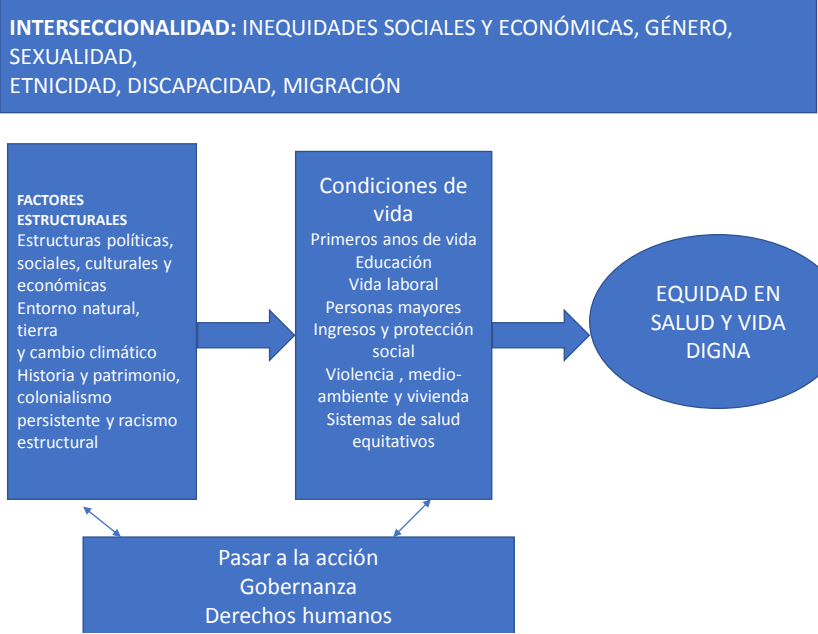 INTERSECCIONALIDAD: INEQUIDADES SOCIALES Y ECONÓMICAS, GÉNERO,
SEXUALIDAD,
ETNICIDAD, DISCAPACIDAD, MIGRACIÓN
FACTORES
ESTRUCTURALES
Estructuras políticas,
sociales, culturales y
económicas
Entorno natural,
tierra
y cambio climático
Historia y patrimonio,
colonialismo
persistente y racismo
estructural
Condiciones de
vida
Primeros anos de vida
Educación
Vida laboral
Personas mayores
Ingresos y protección
social
Violencia , medio-
ambiente y vivienda
Sistemas de salud
equitativos
EQUIDAD EN
SALUD Y VIDA
DIGNA
Pasar a la acción
Gobernanza
Derechos humanos